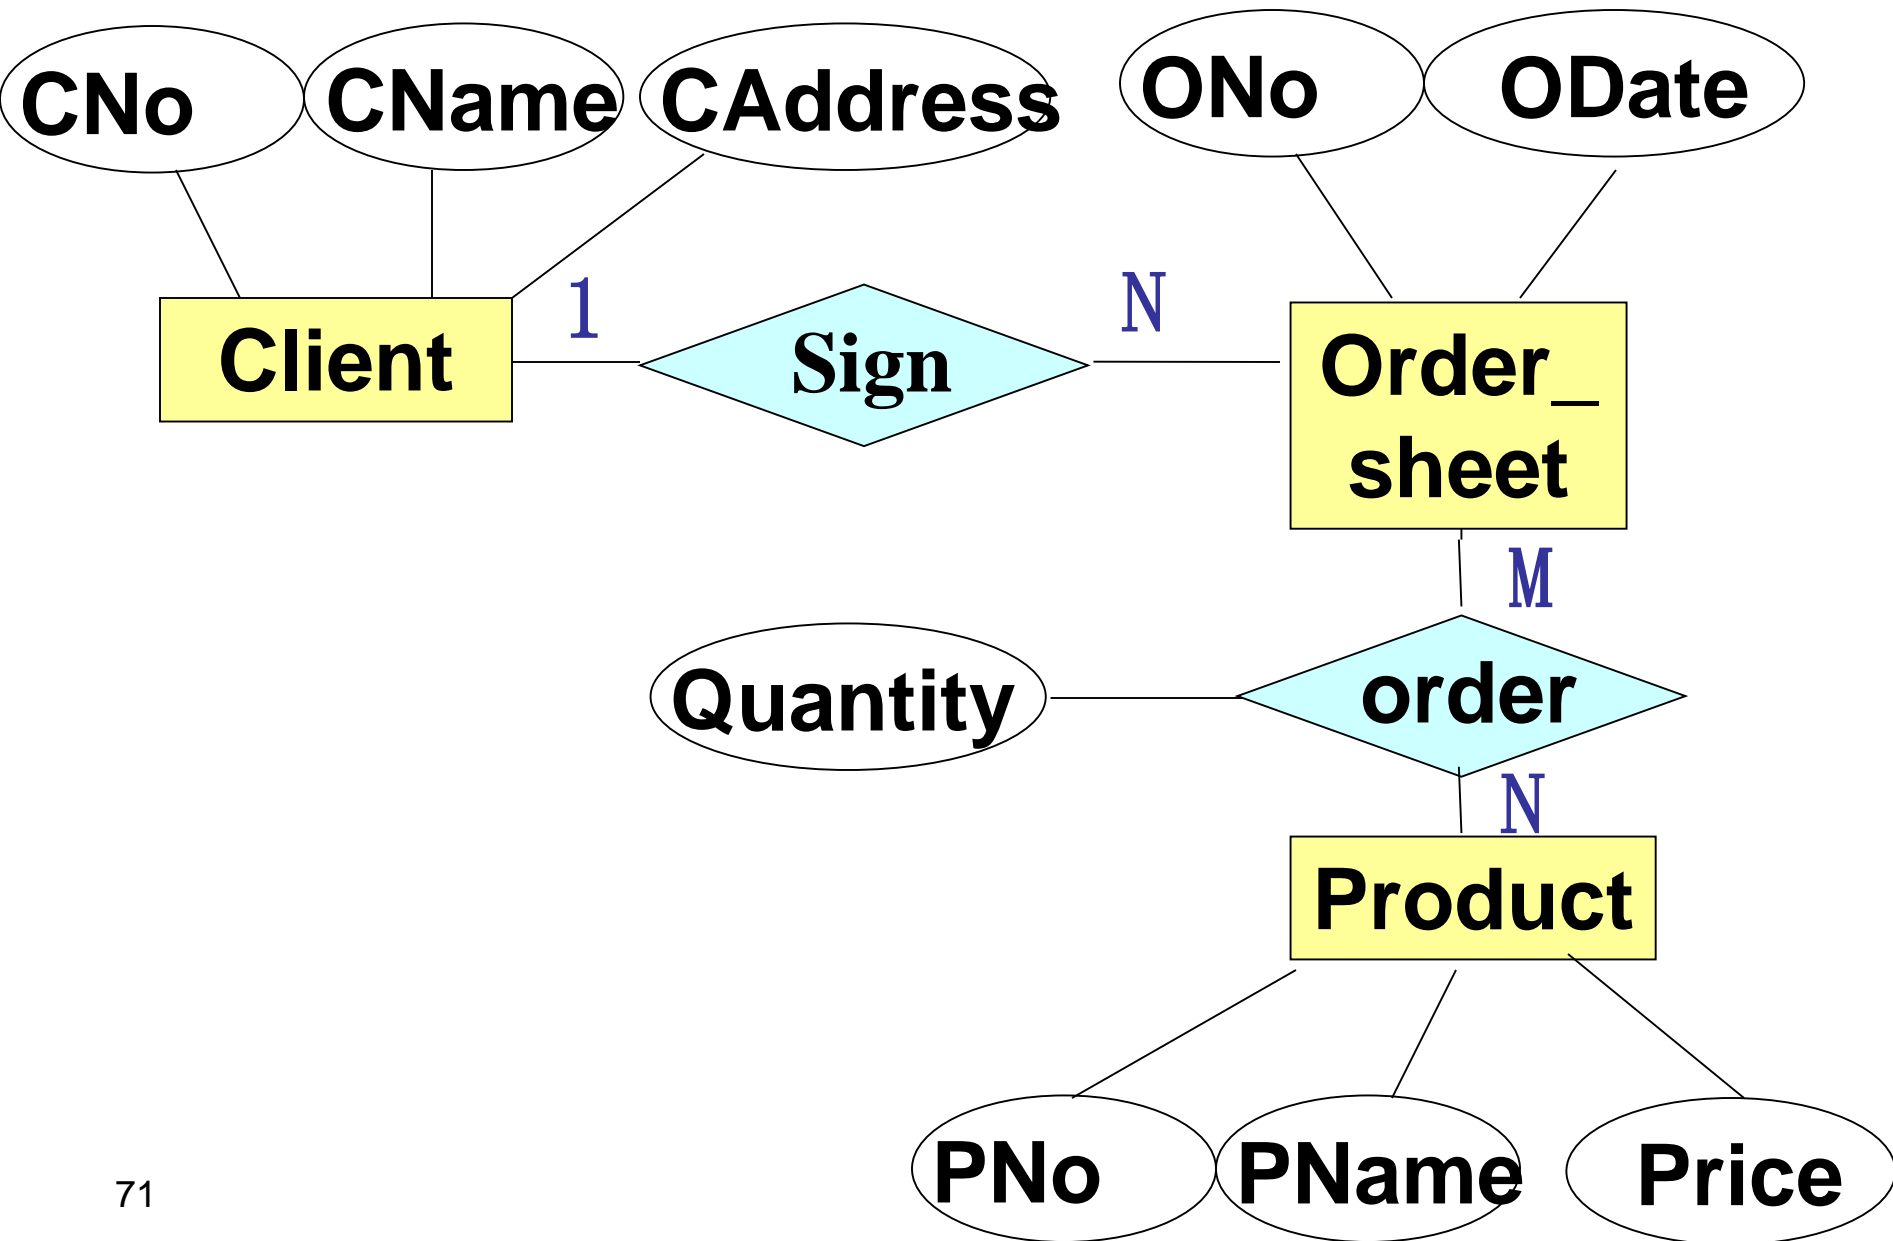 CNo
CName
CAddress
ONo
ODate
Client
1
Sign
N
Order_
sheet
M
Quantity
order
N
Product
PNo
PName
Price
71